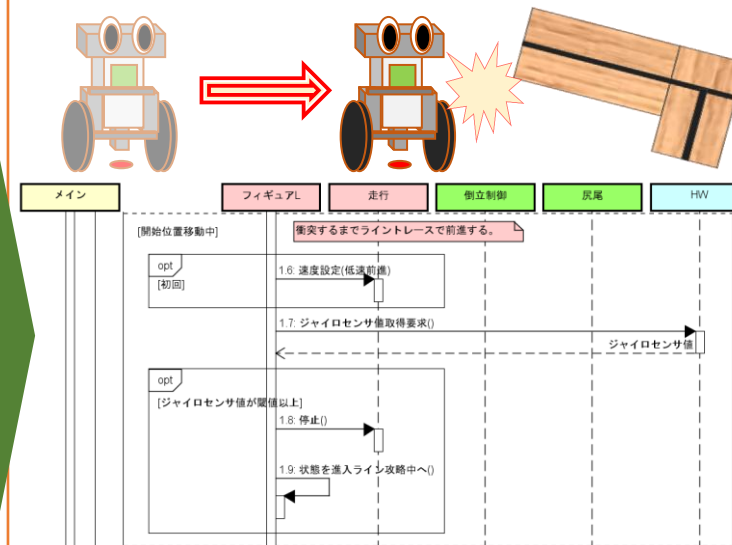 メイン
フィギュアL
走行
倒立制御
尻尾
HW
[開始位置移動中]
衝突するまでライントレースで前進する。
opt
[初回]
1.6: 速度設定(低速前進)
1.7: ジャイロセンサ値取得要求()
ジャイロセンサ値
opt
[ジャイロセンサ値が閾値以上]
1.8: 停止()
1.9: 状態を進入ライン攻略中へ()